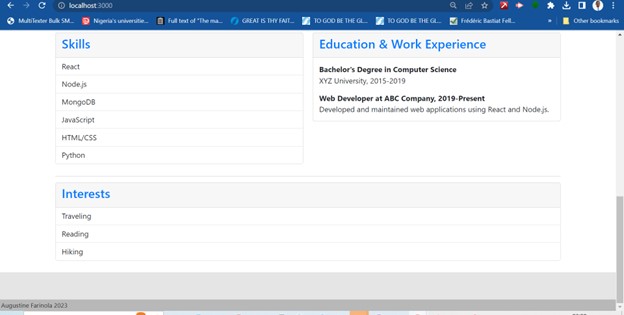 localhost:3000
MultiTexter Bulk SM...
Nigeria's universitie...
Full text of "The ma...
GREAT IS THY FAIT...
TO GOD BE THE GL...
TO GOD BE THE GL...
Frédéric Bastiat Fell...
»
Other bookmarks
Skills
React
Node.js
MongoDB
JavaScript
HTML/CSS
Python
Education & Work Experience
Bachelor's Degree in Computer Science
XYZ University, 2015-2019
Web Developer at ABC Company, 2019-Present
Developed and maintained web applications using React and Node.js.
Interests
Traveling
Reading
Hiking
Augustine Farinola 2023